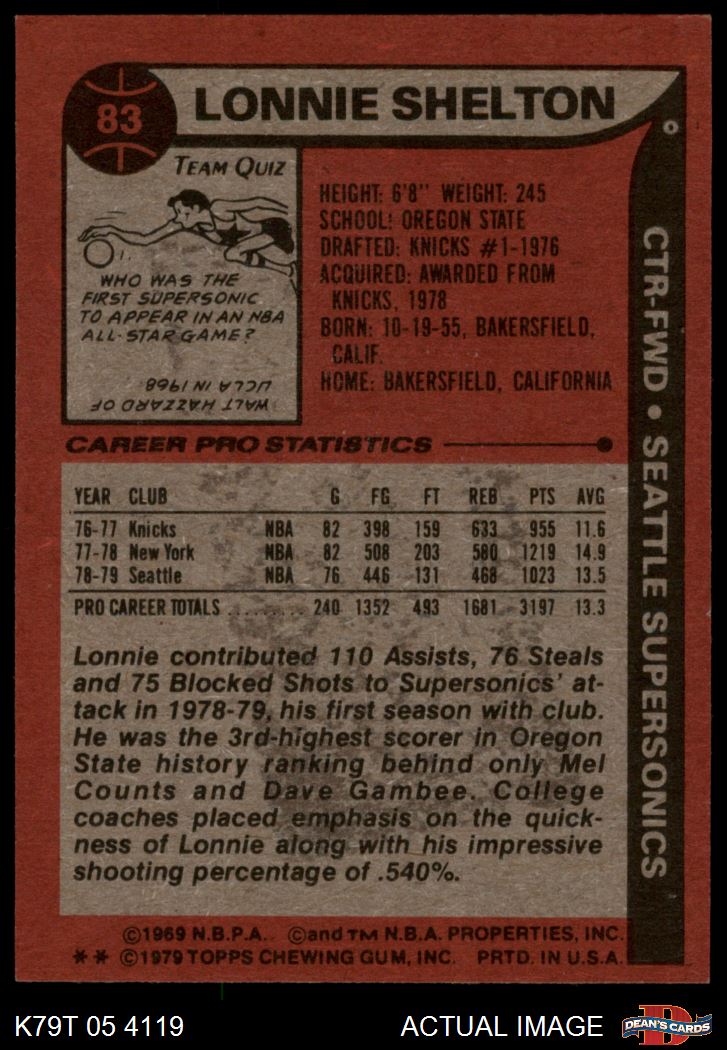 83
LONNIE SHELTON
TEAM QUIZ
WHO WAS THE
FIRST SUPERSONIC
TO APPEAR IN AN NBA
ALL-STAR GAME?
WALT HAZZARD OF
UCLA IN 1968
HEIGHT: 6'8" WEIGHT: 245
SCHOOL: OREGON STATE
DRAFTED: KNICKS #1-1976
ACQUIRED: AWARDED FROM
KNICKS, 1978
BORN: 10-19-55, BAKERSFIELD,
CALIF.
HOME: BAKERSFIELD, CALIFORNIA
CTR-FWD • SEATTLE SUPERSONICS
CAREER PRO STATISTICS
YEAR CLUB G FG FT REB PTS AVG
76-77 Knicks NBA 82 398 159 633 955 11.6
77-78 New York NBA 82 508 203 580 1219 14.9
78-79 Seattle NBA 76 446 131 468 1023 13.5
PRO CAREER TOTALS .......... 240 1352 493 1681 3197 13.3
Lonnie contributed 110 Assists, 76 Steals
and 75 Blocked Shots to Supersonics' at-
tack in 1978-79, his first season with club.
He was the 3rd-highest scorer in Oregon
State history ranking behind only Mel
Counts and Dave Gambee. College
coaches placed emphasis on the quick-
ness of Lonnie along with his impressive
shooting percentage of .540%.
©1969 N.B.P.A. ©and TM N.B.A. PROPERTIES, INC.
** ©1979 TOPPS CHEWING GUM, INC. PRTD. IN U.S.A.
K79T 05 4119 ACTUAL IMAGE
D
DEAN'S CARDS